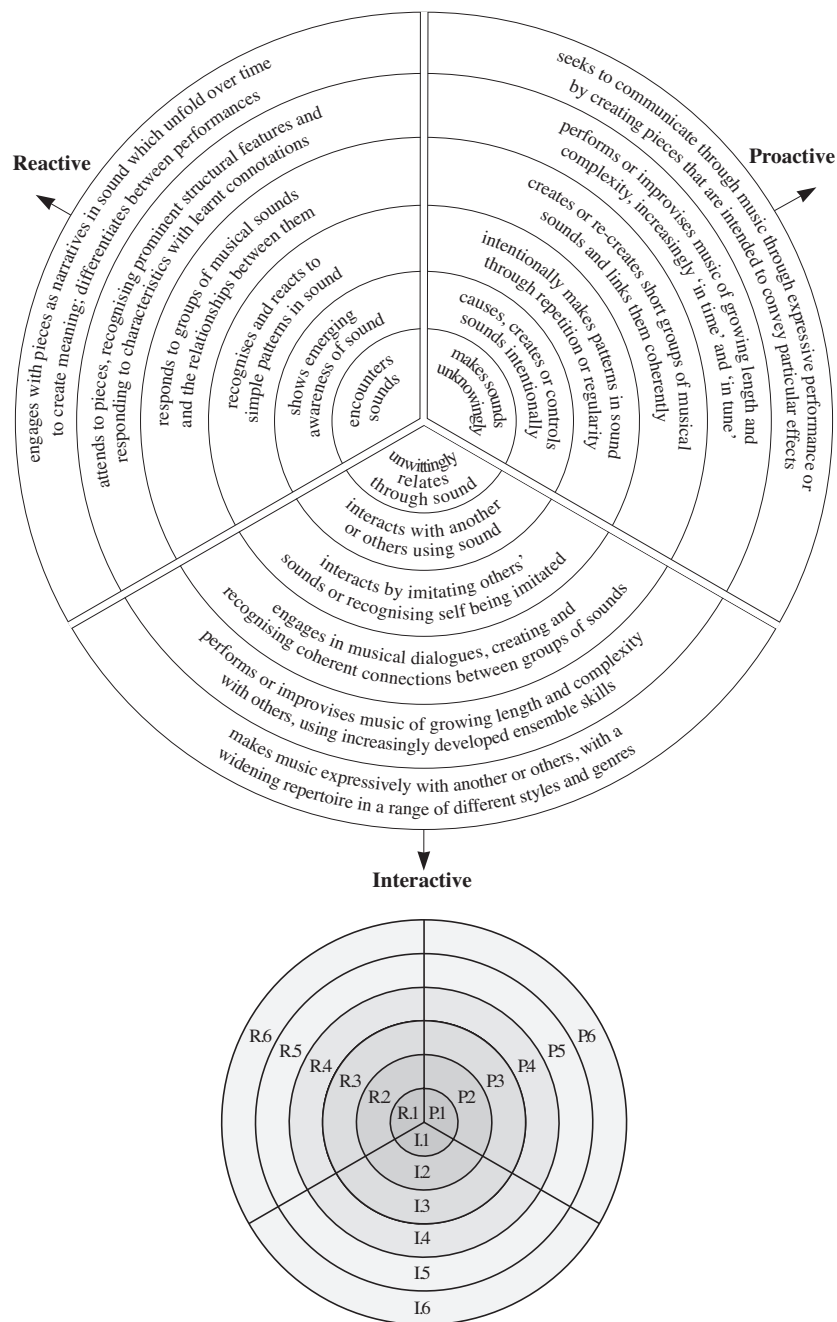 Reactive
engages with pieces as narratives in sound which unfold over time
to create meaning; differentiates between performances
attends to pieces, recognising prominent structural features and
responding to characteristics with learnt connotations
responds to groups of musical sounds
and the relationships between them
recognises and reacts to
simple patterns in sound
shows emerging
awareness of sound
encounters
sounds
Proactive
seeks to communicate through music through expressive performance or
by creating pieces that are intended to convey particular effects
performs or improvises music of growing length and
complexity, increasingly ‘in time’ and ‘in tune’
creates or re-creates short groups of musical
sounds and links them coherently
intentionally makes patterns in sound
through repetition or regularity
causes, creates or controls
sounds intentionally
makes sounds
unknowingly
unwittingly
relates
through sound
interacts with another
or others using sound
interacts by imitating others’
sounds or recognising self being imitated
engages in musical dialogues, creating and
recognising coherent connections between groups of sounds
performs or improvises music of growing length and complexity
with others, using increasingly developed ensemble skills
makes music expressively with another or others, with a
widening repertoire in a range of different styles and genres
Interactive
R.6
R.5
R.4
R.3
R.2
R.1
P.1
P.2
P.3
P.4
P.5
P.6
I.1
I.2
I.3
I.4
I.5
I.6